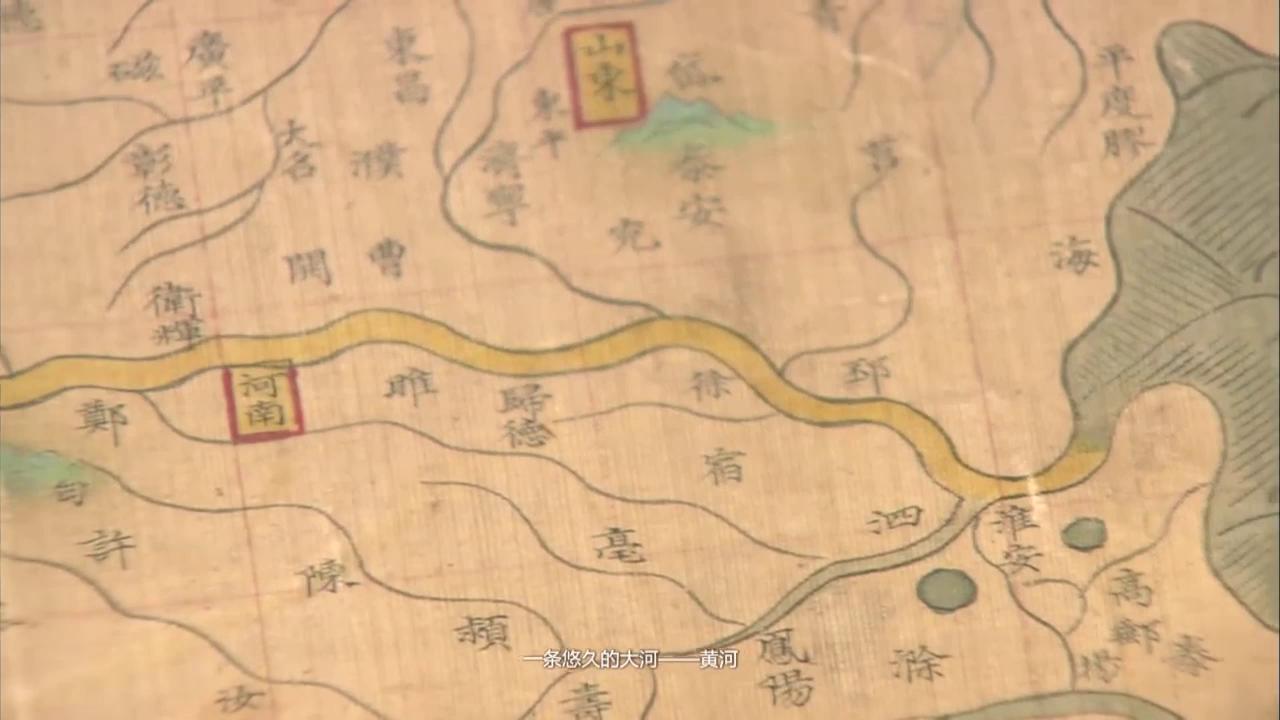 廣平
磁
東昌
山東
東平
泰安
平度
膠
莒
大名
濮
彰德
濟寧
兖
海
開
曹
衛輝
河南
睢
歸德
徐
邳
鄭
宿
泗
淮安
許
亳
陳
高郵
潁
鳳陽
滁
泰
汝
壽
一条悠久的大河——黄河